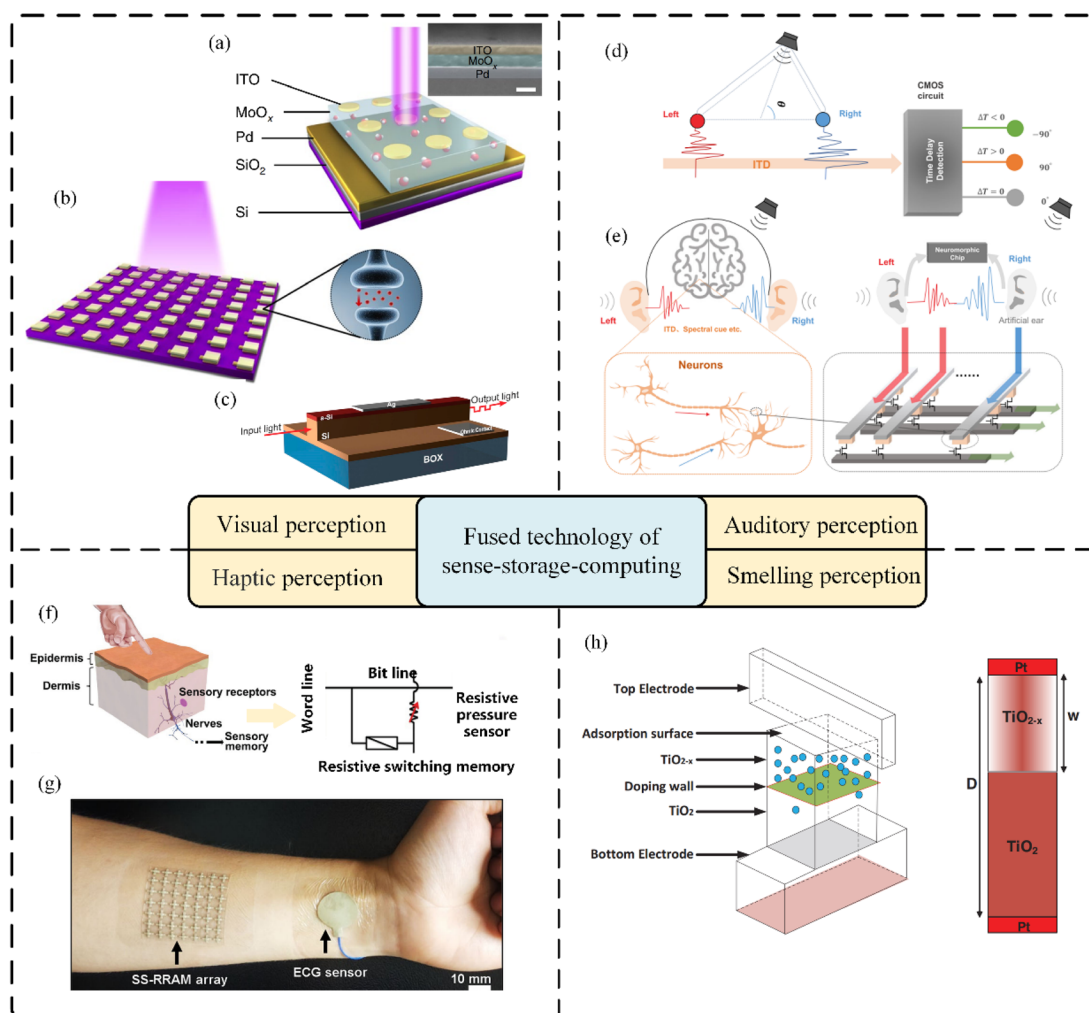 (a)
ITO
MoOₓ
Pd
SiO₂
Si
ITO
MoOₓ
Pd
(b)
(c)
Input light
a-Si
Ag
Output light
Si
Ohmic Contact
BOX
(d)
θ
Left
Right
ITD
CMOS
circuit
Time Delay
Detection
ΔT < 0
−90°
ΔT > 0
90°
ΔT = 0
0°
(e)
Left
Right
ITD、Spectral cue etc.
Neurons
Neuromorphic
Chip
Left
Right
Artificial ear
......
Visual perception
Haptic perception
Fused technology of
sense-storage-computing
Auditory perception
Smelling perception
(f)
Epidermis
Dermis
Sensory receptors
Nerves
Sensory
memory
Word line
Bit line
Resistive
pressure
sensor
Resistive switching memory
(g)
SS-RRAM array
ECG sensor
10 mm
(h)
Top Electrode
Adsorption surface
TiO₂₋ₓ
Doping wall
TiO₂
Bottom Electrode
Pt
TiO₂₋ₓ
W
D
TiO₂
Pt